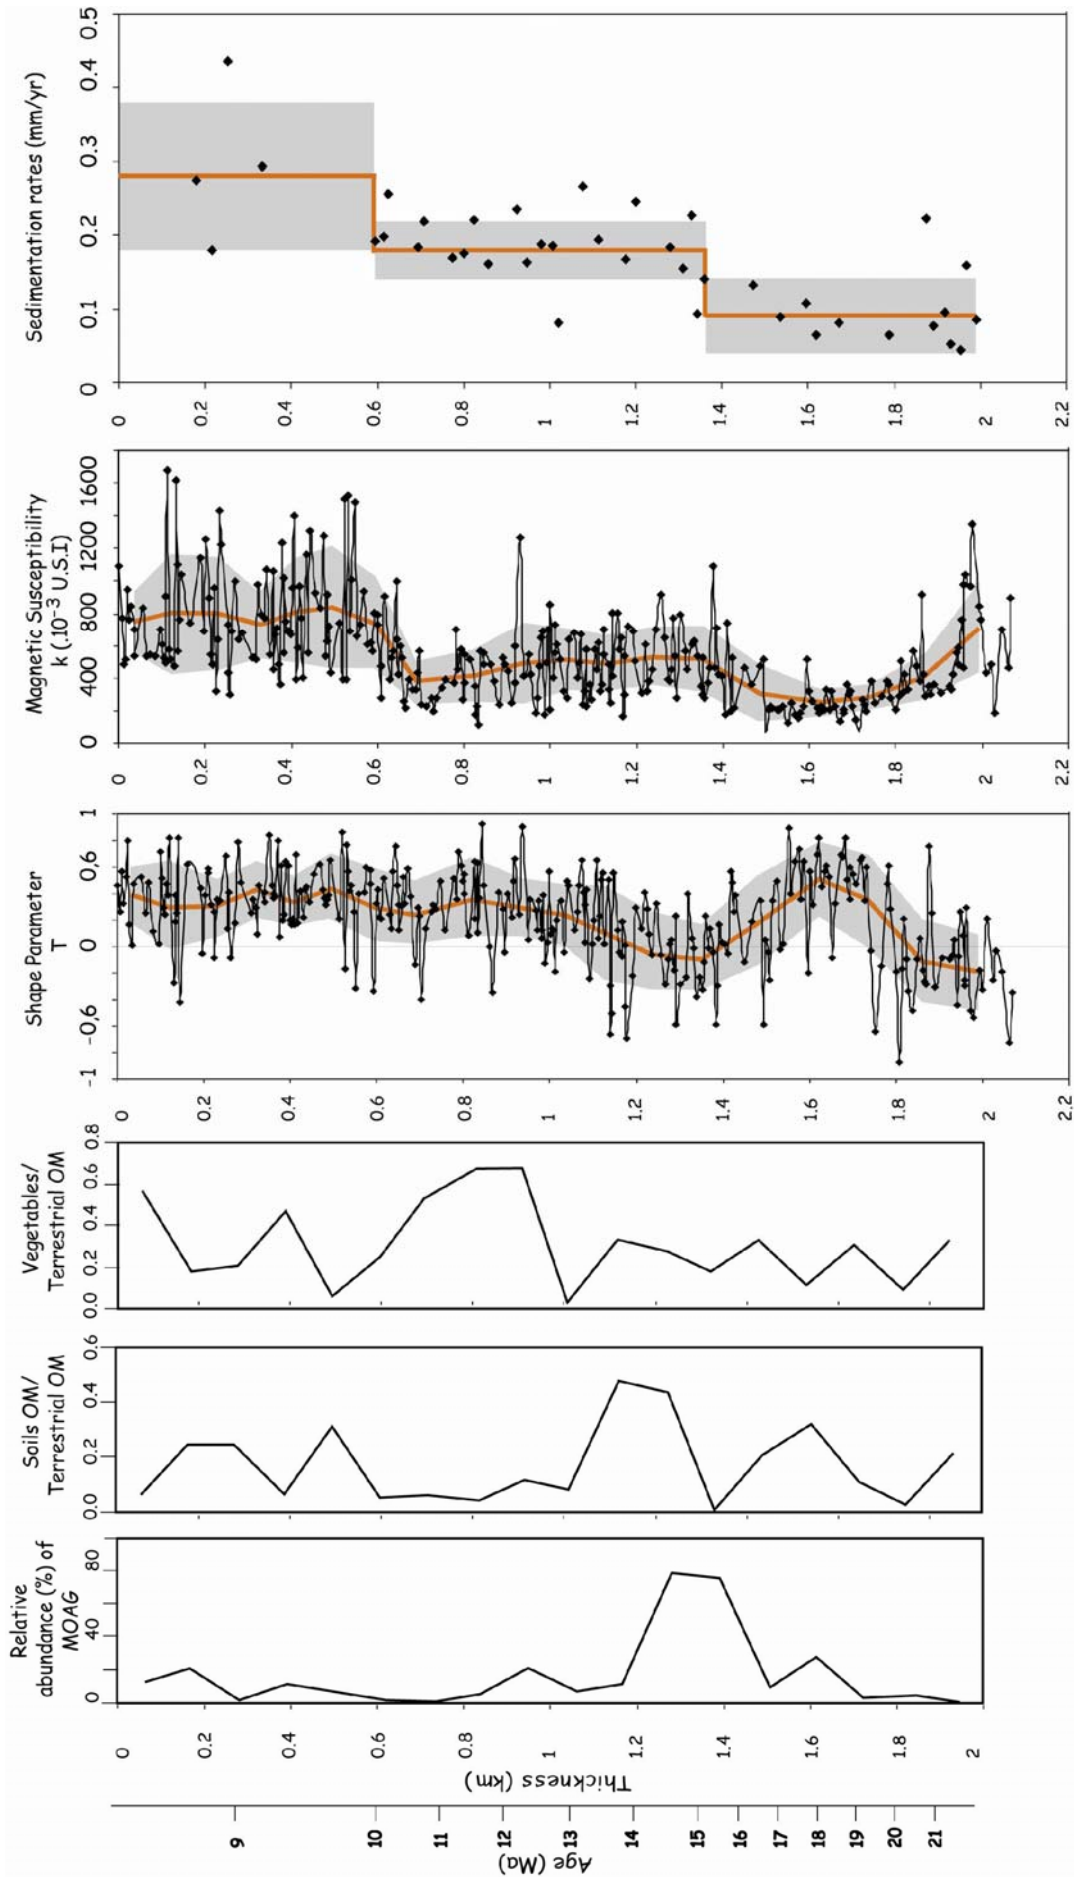 Sedimentation rates (mm/yr)
0 0.1 0.2 0.3 0.4 0.5
0 0.2 0.4 0.6 0.8 1 1.2 1.4 1.6 1.8 2 2.2
Magnetic Susceptibility
k (.10⁻³ U.S.I)
0 400 800 1200 1600
0 0.2 0.4 0.6 0.8 1 1.2 1.4 1.6 1.8 2 2.2
Shape Parameter
T
-1 -0,6 0 0,6 1
0 0.2 0.4 0.6 0.8 1 1.2 1.4 1.6 1.8 2 2.2
Vegetables/
Terrestrial OM
0.0 0.2 0.4 0.6 0.8
Soils OM/
Terrestrial OM
0.0 0.2 0.4 0.6
Relative
abundance (%) of
MOAG
0 40 80
0 0.2 0.4 0.6 0.8 1 1.2 1.4 1.6 1.8 2
Thickness (km)
9 10 11 12 13 14 15 16 17 18 19 20 21
Age (Ma)